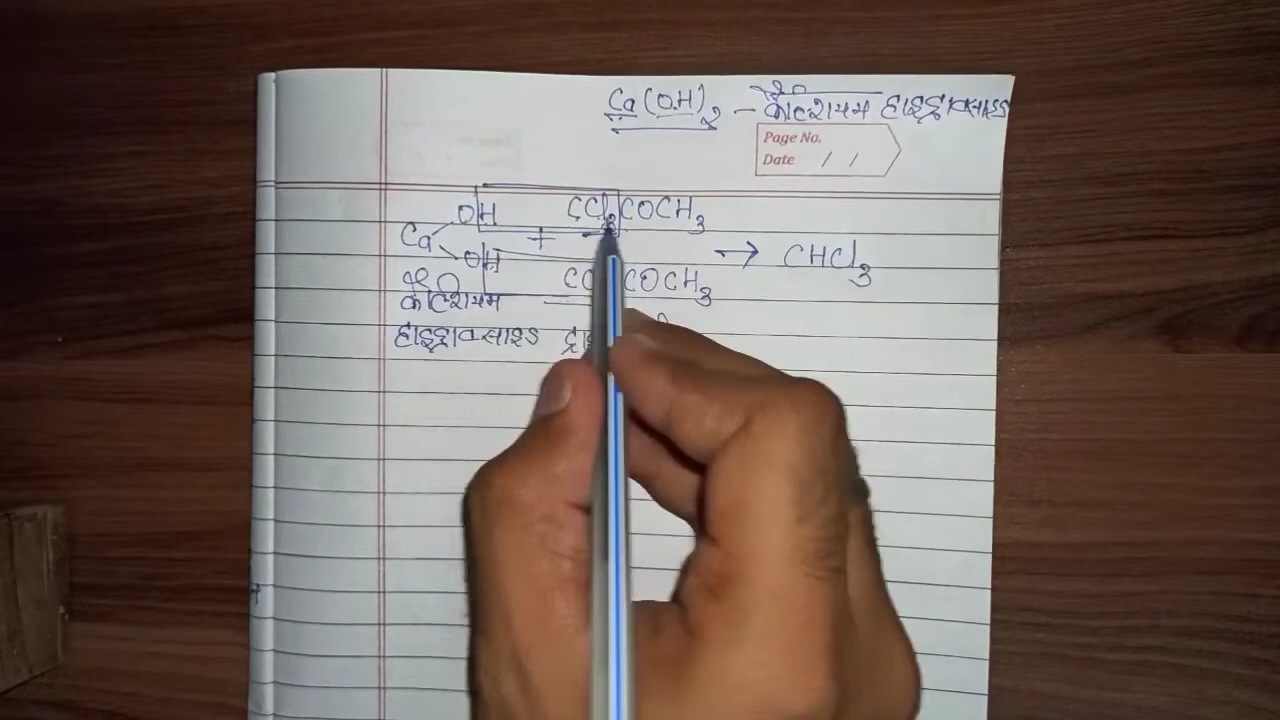 Ca(OH)2 - कैल्शियम हाइड्राक्साइड
Page No.
Date / /
OH CCl3COCH3
Ca + → CHCl3
OH CC COCH3
कैल्शियम
हाइड्राक्साइड ट्रा